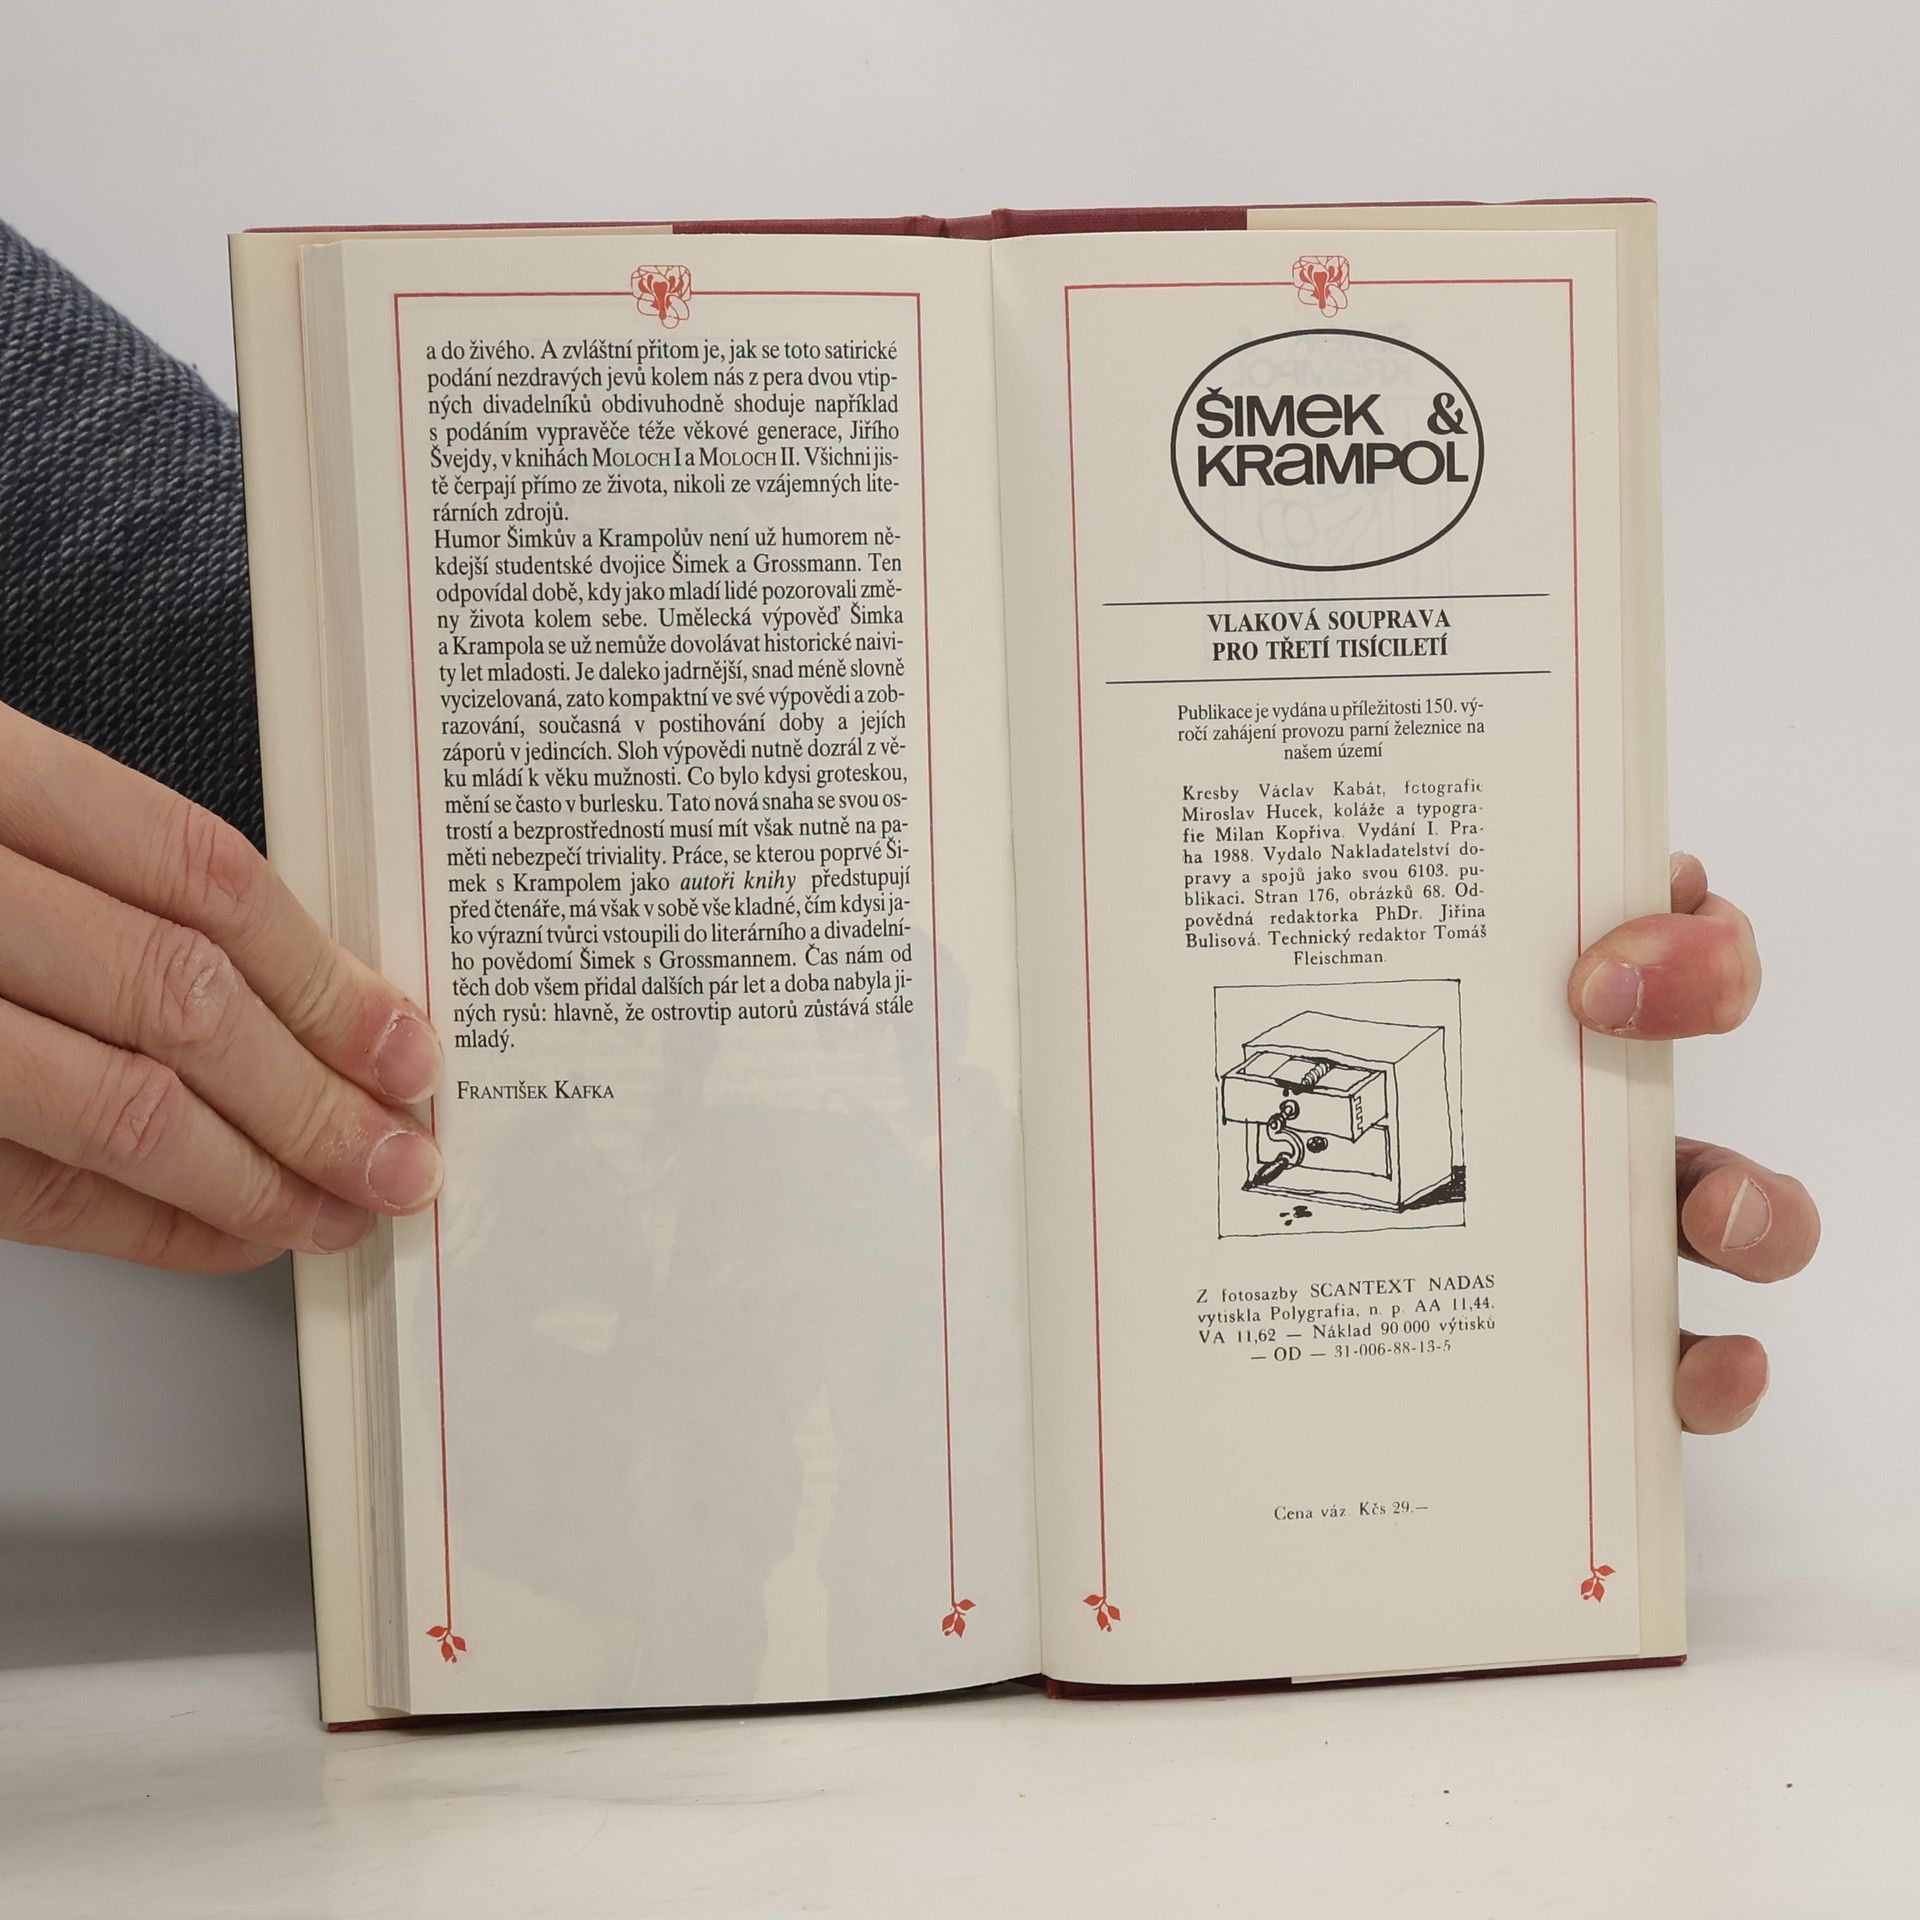 a do živého. A zvláštní přitom je, jak se toto satirické
podání nezdravých jevů kolem nás z pera dvou vtip-
ných divadelníků obdivuhodně shoduje například
s podáním vypravěče téže věkové generace, Jiřího
Švejdy, v knihách MOLOCH I a MOLOCH II. Všichni jis-
tě čerpají přímo ze života, nikoli ze vzájemných lite-
rárních zdrojů.
Humor Šimkův a Krampolův není už humorem ně-
kdejší studentské dvojice Šimek a Grossmann. Ten
odpovídal době, kdy jako mladí lidé pozorovali změ-
ny života kolem sebe. Umělecká výpověď Šimka
a Krampola se už nemůže dovolávat historické naivi-
ty let mladosti. Je daleko jadrnější, snad méně slovně
vycizelovaná, zato kompaktní ve své výpovědi a zob-
razování, současná v postihování doby a jejích
záporů v jedincích. Sloh výpovědi nutně dozrál z vě-
ku mládí k věku mužnosti. Co bylo kdysi groteskou,
mění se často v burlesku. Tato nová snaha se svou os-
trostí a bezprostředností musí mít však nutně na pa-
měti nebezpečí triviality. Práce, se kterou poprvé Ši-
mek s Krampolem jako autoři knihy předstupují
před čtenáře, má však v sobě vše kladné, čím kdysi ja-
ko výrazní tvůrci vstoupili do literárního a divadelní-
ho povědomí Šimek s Grossmannem. Čas nám od
těch dob všem přidal dalších pár let a doba nabyla ji-
ných rysů: hlavně, že ostrovtip autorů zůstává stále
mladý.
FRANTIŠEK KAFKA
ŠIMeK &
KRaMPOL
VLAKOVÁ SOUPRAVA
PRO TŘETÍ TISÍCILETÍ
Publikace je vydána u příležitosti 150. vý-
ročí zahájení provozu parní železnice na
našem území
Kresby Václav Kabát, fotografie
Miroslav Hucek, koláže a typogra-
fie Milan Kopřiva. Vydání I. Pra-
ha 1988. Vydalo Nakladatelství do-
pravy a spojů jako svou 6103. pu-
blikaci. Stran 176, obrázků 68. Od-
povědná redaktorka PhDr. Jiřina
Bulisová. Technický redaktor Tomáš
Fleischman.
Z fotosazby SCANTEXT NADAS
vytiskla Polygrafia, n. p. AA 11,44.
VA 11,62 — Náklad 90 000 výtisků
— OD — 31-006-88-13-5
Cena váz. Kčs 29.—